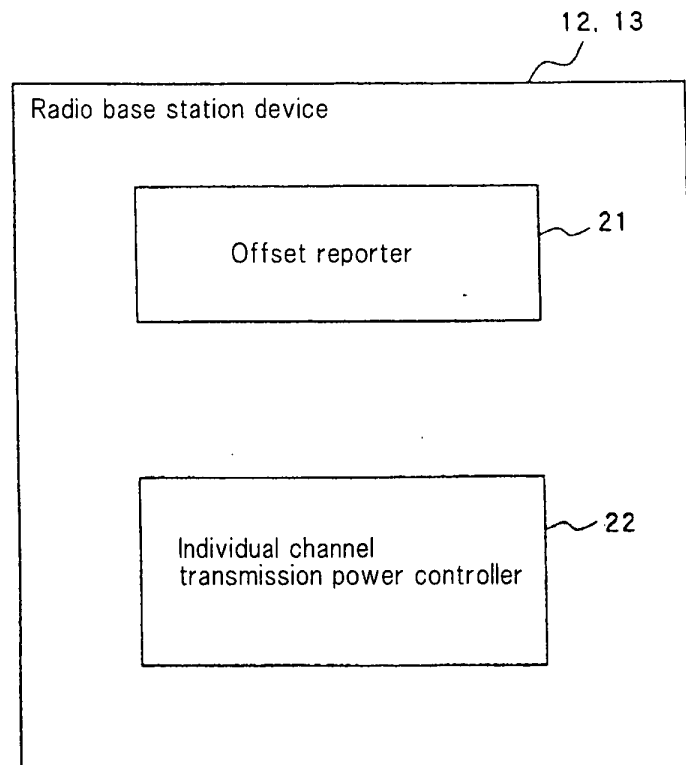 12, 13
Radio base station device
Offset reporter
21
Individual channel
transmission power controller
22